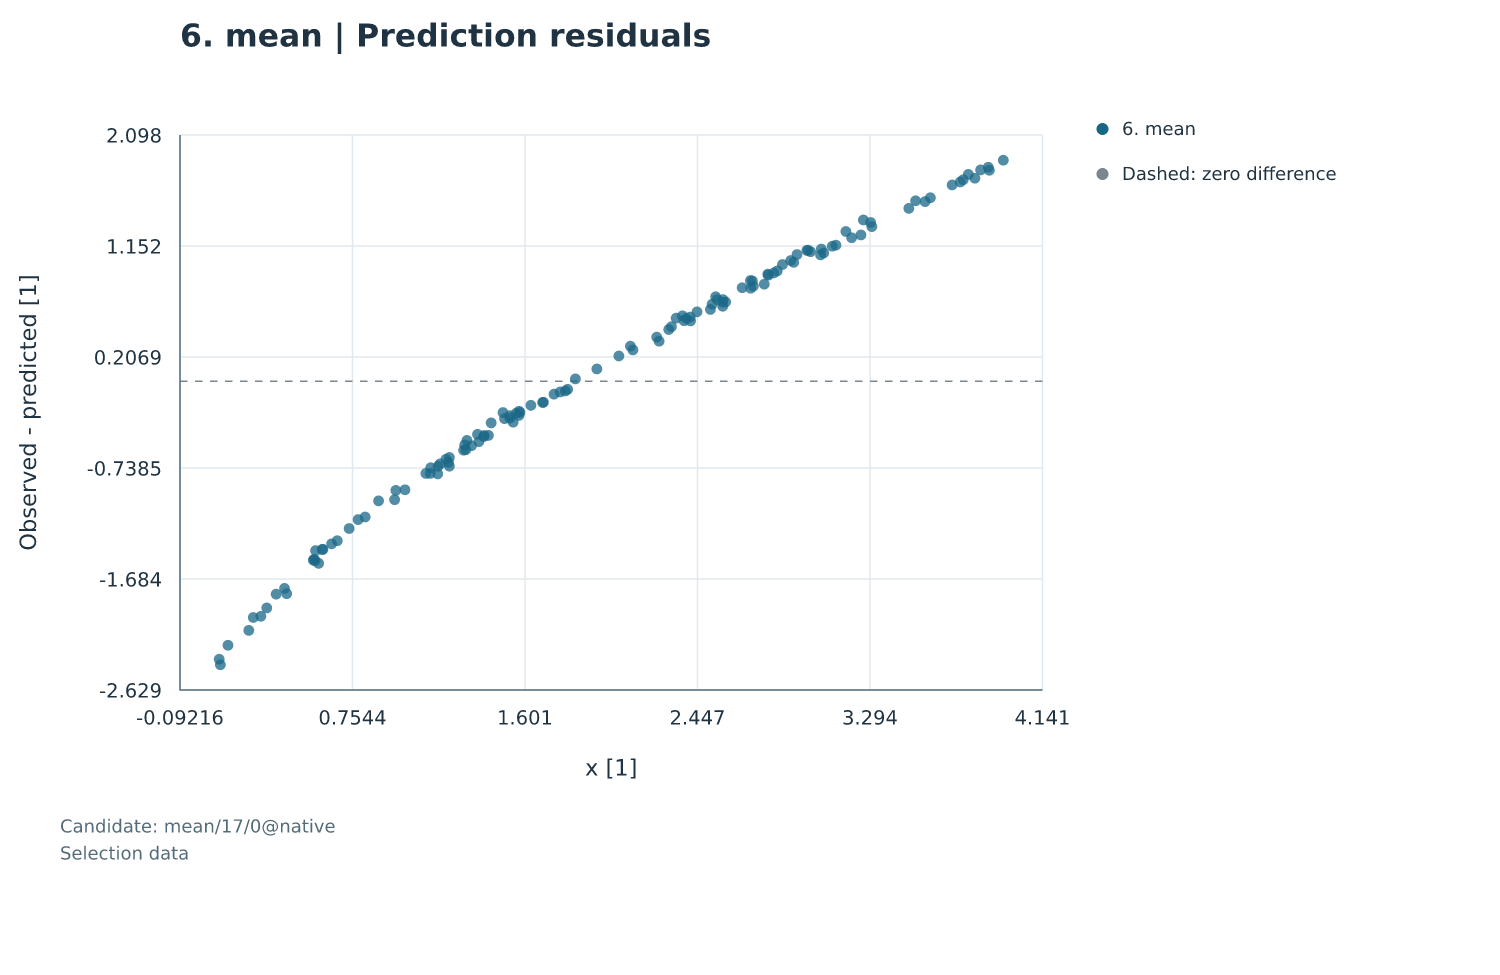 6. mean | Prediction residuals
6. mean
Dashed: zero difference
Observed - predicted [1]
2.098
1.152
0.2069
-0.7385
-1.684
-2.629
-0.09216
0.7544
1.601
2.447
3.294
4.141
x [1]
Candidate: mean/17/0@native
Selection data